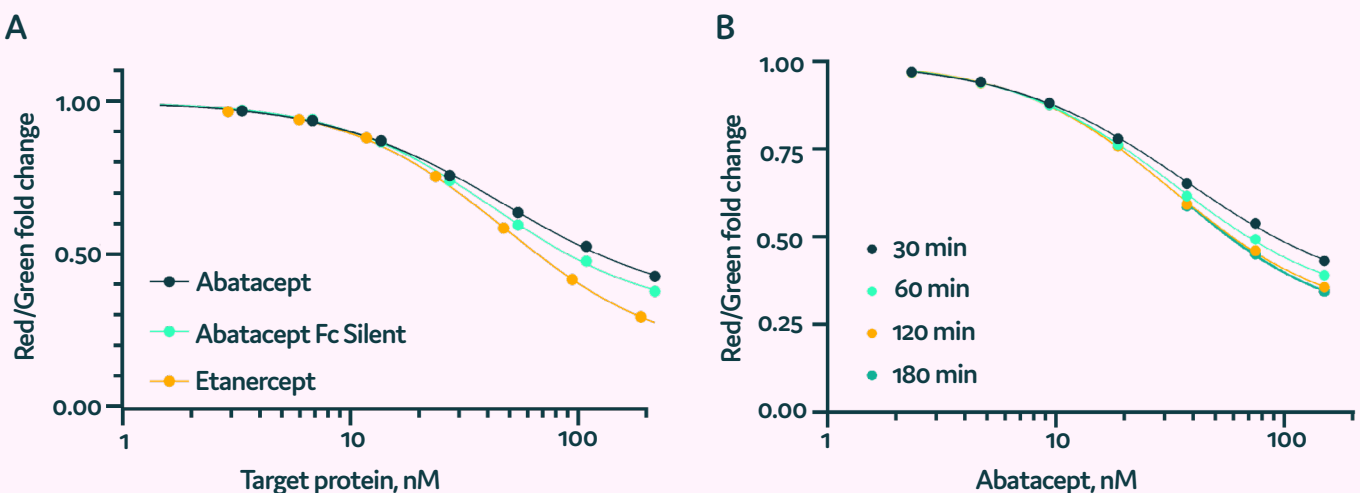 A
Red/Green fold change
1.00
0.50
0.00
Abatacept
Abatacept Fc Silent
Etanercept
1
10
100
Target protein, nM
B
Red/Green fold change
1.00
0.75
0.50
0.25
0.00
30 min
60 min
120 min
180 min
1
10
100
Abatacept, nM